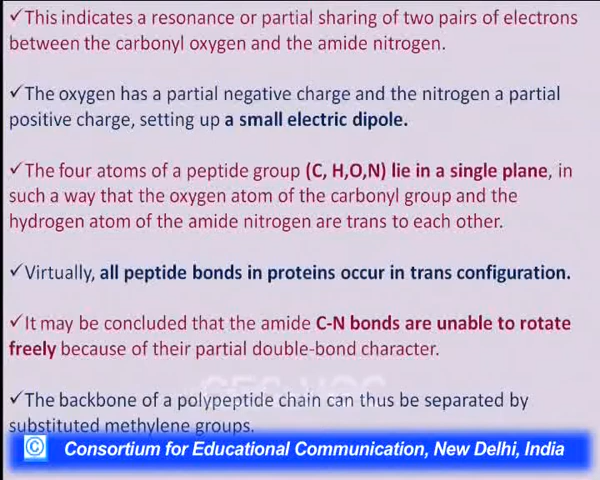 ✓This indicates a resonance or partial sharing of two pairs of electrons
between the carbonyl oxygen and the amide nitrogen.
✓The oxygen has a partial negative charge and the nitrogen a partial
positive charge, setting up a small electric dipole.
✓The four atoms of a peptide group (C, H,O,N) lie in a single plane, in
such a way that the oxygen atom of the carbonyl group and the
hydrogen atom of the amide nitrogen are trans to each other.
✓Virtually, all peptide bonds in proteins occur in trans configuration.
✓It may be concluded that the amide C-N bonds are unable to rotate
freely because of their partial double-bond character.
✓The backbone of a polypeptide chain can thus be separated by
substituted methylene groups.
© Consortium for Educational Communication, New Delhi, India